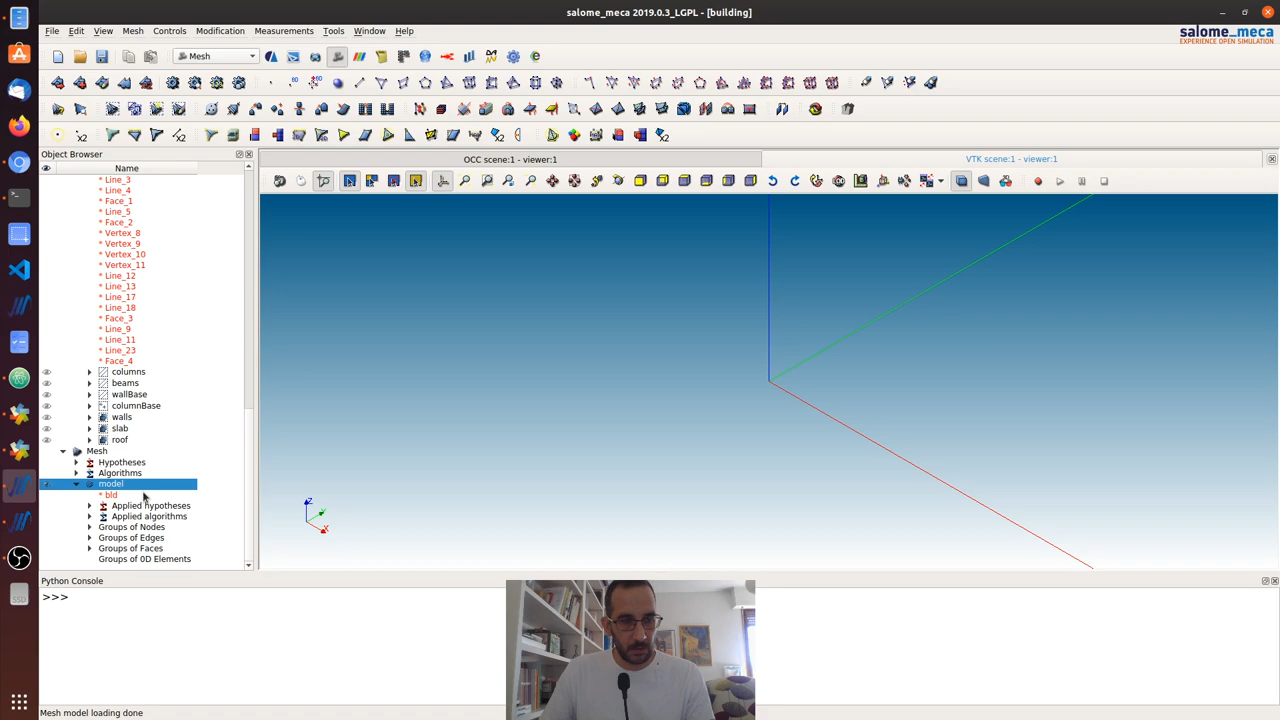 salome_meca 2019.0.3_LGPL - [building]
File Edit View Mesh Controls Modification Measurements Tools Window Help
salome_meca
EXPERIENCE OPEN SIMULATION
Mesh
Object Browser
OCC scene:1 - viewer:1
VTK scene:1 - viewer:1
Name
* Line_3
* Line_4
* Face_1
* Line_5
* Face_2
* Vertex_8
* Vertex_9
* Vertex_10
* Vertex_11
* Line_12
* Line_13
* Line_17
* Line_18
* Face_3
* Line_9
* Line_11
* Line_23
* Face_4
columns
beams
wallBase
columnBase
walls
slab
roof
Mesh
Hypotheses
Algorithms
model
* bld
Applied hypotheses
Applied algorithms
Groups of Nodes
Groups of Edges
Groups of Faces
Groups of 0D Elements
Z
Y
X
Python Console
>>>
Mesh model loading done